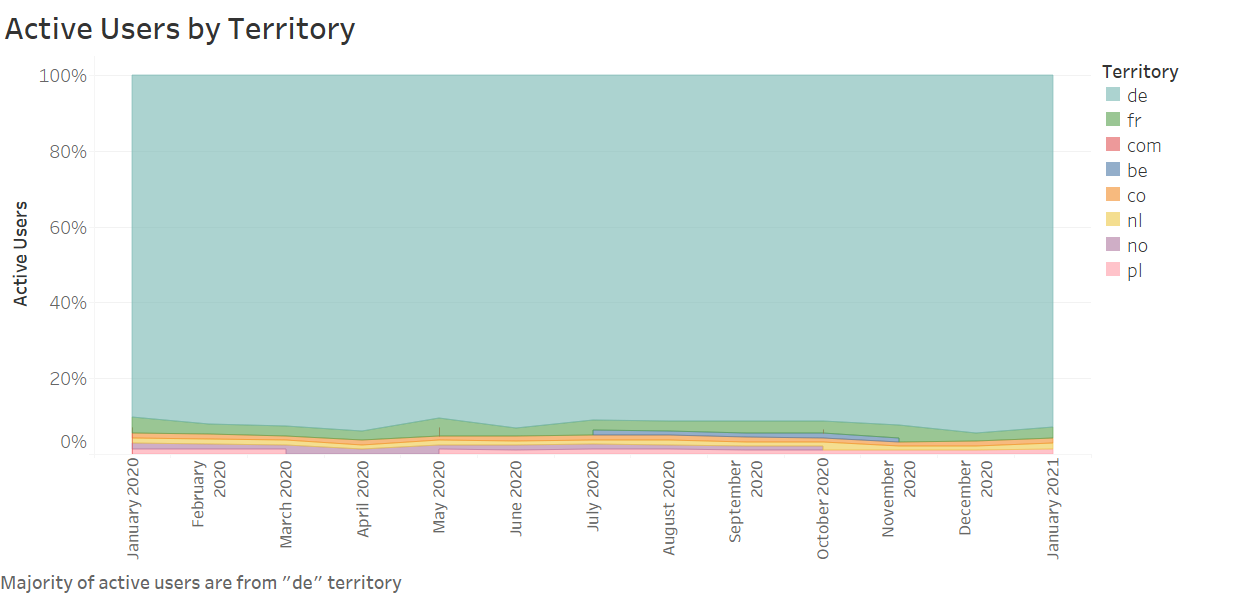 Active Users by Territory
100%
80%
60%
40%
20%
0%
Active Users
January 2020
February
2020
March 2020
April 2020
May 2020
June 2020
July 2020
August 2020
September
2020
October 2020
November
2020
December
2020
January 2021
Territory
de
fr
com
be
co
nl
no
pl
Majority of active users are from "de" territory